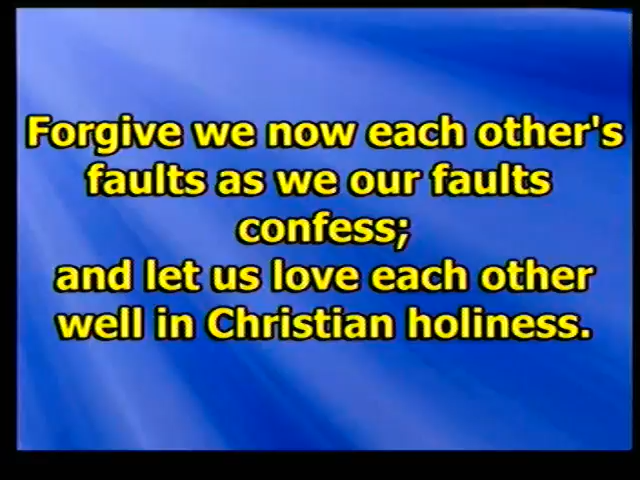 Forgive we now each other's
faults as we our faults
confess;
and let us love each other
well in Christian holiness.